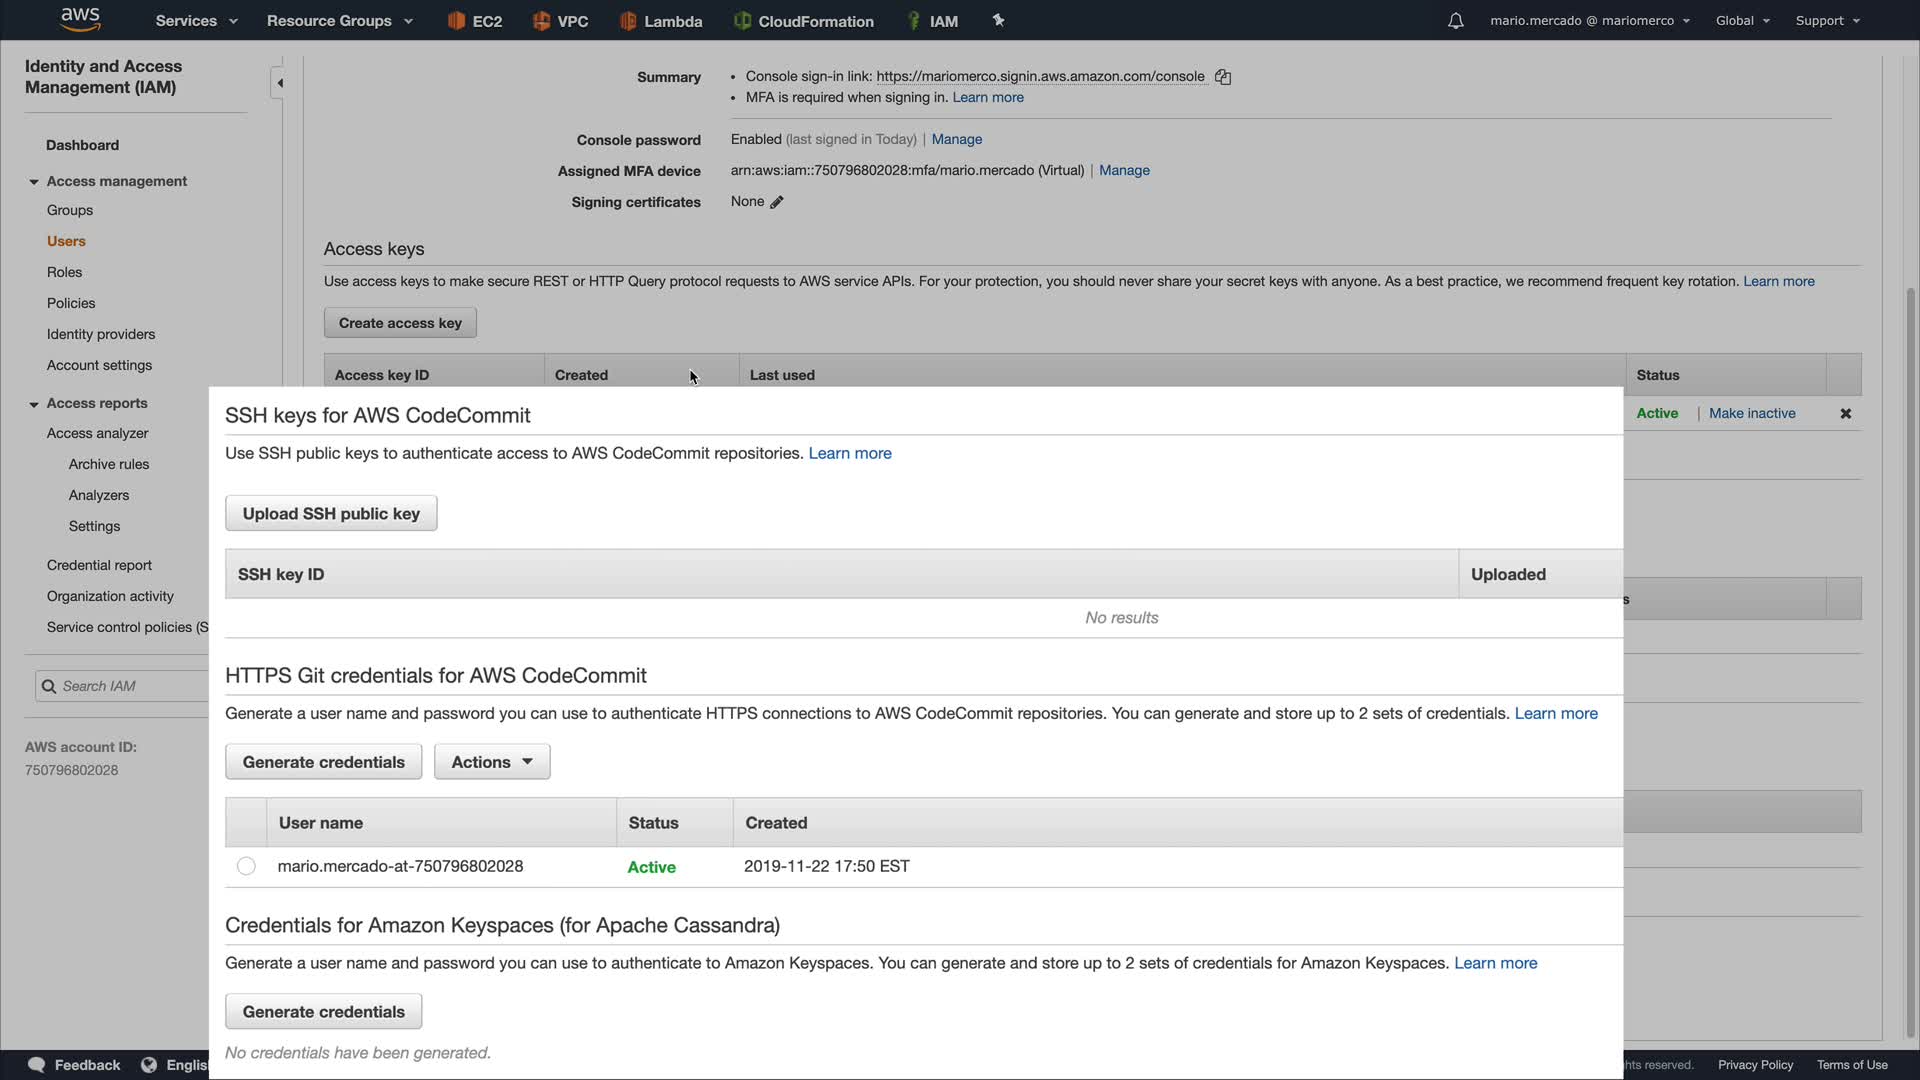 aws Services Resource Groups EC2 VPC Lambda CloudFormation IAM mario.mercado @ mariomerco Global Support
Identity and Access
Management (IAM)
Dashboard
Access management
Groups
Users
Roles
Policies
Identity providers
Account settings
Access reports
Access analyzer
Archive rules
Analyzers
Settings
Credential report
Organization activity
Service control policies (S
Search IAM
AWS account ID:
750796802028
Summary • Console sign-in link: https://mariomerco.signin.aws.amazon.com/console
• MFA is required when signing in. Learn more
Console password Enabled (last signed in Today) | Manage
Assigned MFA device arn:aws:iam::750796802028:mfa/mario.mercado (Virtual) | Manage
Signing certificates None
Access keys
Use access keys to make secure REST or HTTP Query protocol requests to AWS service APIs. For your protection, you should never share your secret keys with anyone. As a best practice, we recommend frequent key rotation. Learn more
Create access key
Access key ID Created Last used Status
Active | Make inactive
SSH keys for AWS CodeCommit
Use SSH public keys to authenticate access to AWS CodeCommit repositories. Learn more
Upload SSH public key
SSH key ID Uploaded
s
No results
HTTPS Git credentials for AWS CodeCommit
Generate a user name and password you can use to authenticate HTTPS connections to AWS CodeCommit repositories. You can generate and store up to 2 sets of credentials. Learn more
Generate credentials Actions
User name Status Created
mario.mercado-at-750796802028 Active 2019-11-22 17:50 EST
Credentials for Amazon Keyspaces (for Apache Cassandra)
Generate a user name and password you can use to authenticate to Amazon Keyspaces. You can generate and store up to 2 sets of credentials for Amazon Keyspaces. Learn more
Generate credentials
No credentials have been generated.
Feedback Englis hts reserved. Privacy Policy Terms of Use